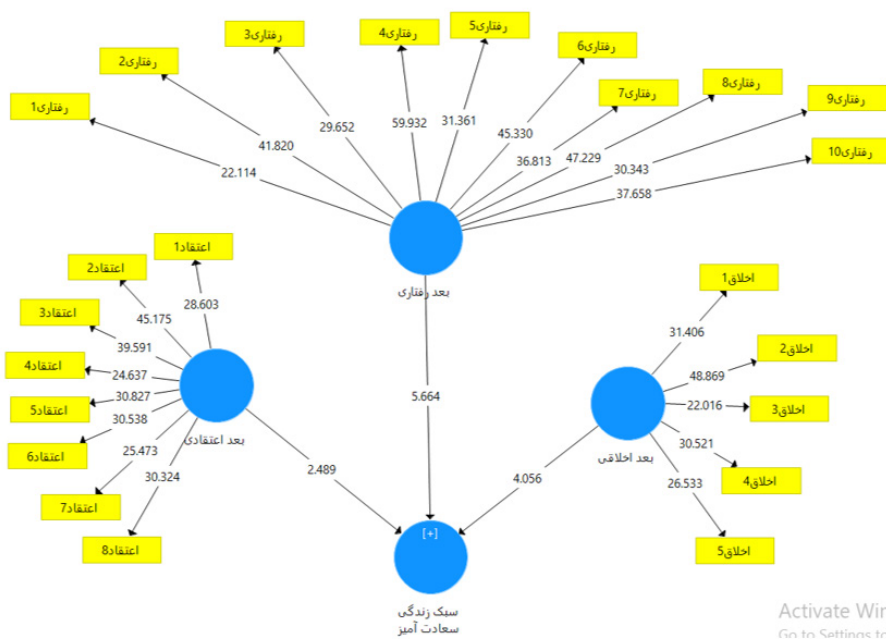 رفتاری1
رفتاری2
رفتاری3
رفتاری4
رفتاری5
رفتاری6
رفتاری7
رفتاری8
رفتاری9
رفتاری10
22.114
41.820
29.652
59.932
31.361
45.330
36.813
47.229
30.343
37.658
بعد رفتاری
اعتقاد1
اعتقاد2
اعتقاد3
اعتقاد4
اعتقاد5
اعتقاد6
اعتقاد7
اعتقاد8
28.603
45.175
39.591
24.637
30.827
30.538
25.473
30.324
بعد اعتقادی
اخلاق1
اخلاق2
اخلاق3
اخلاق4
اخلاق5
31.406
48.869
22.016
30.521
26.533
بعد اخلاقی
5.664
2.489
4.056
[+]
سبک زندگی
سعادت آمیز
Activate Wir
Go to Settings to